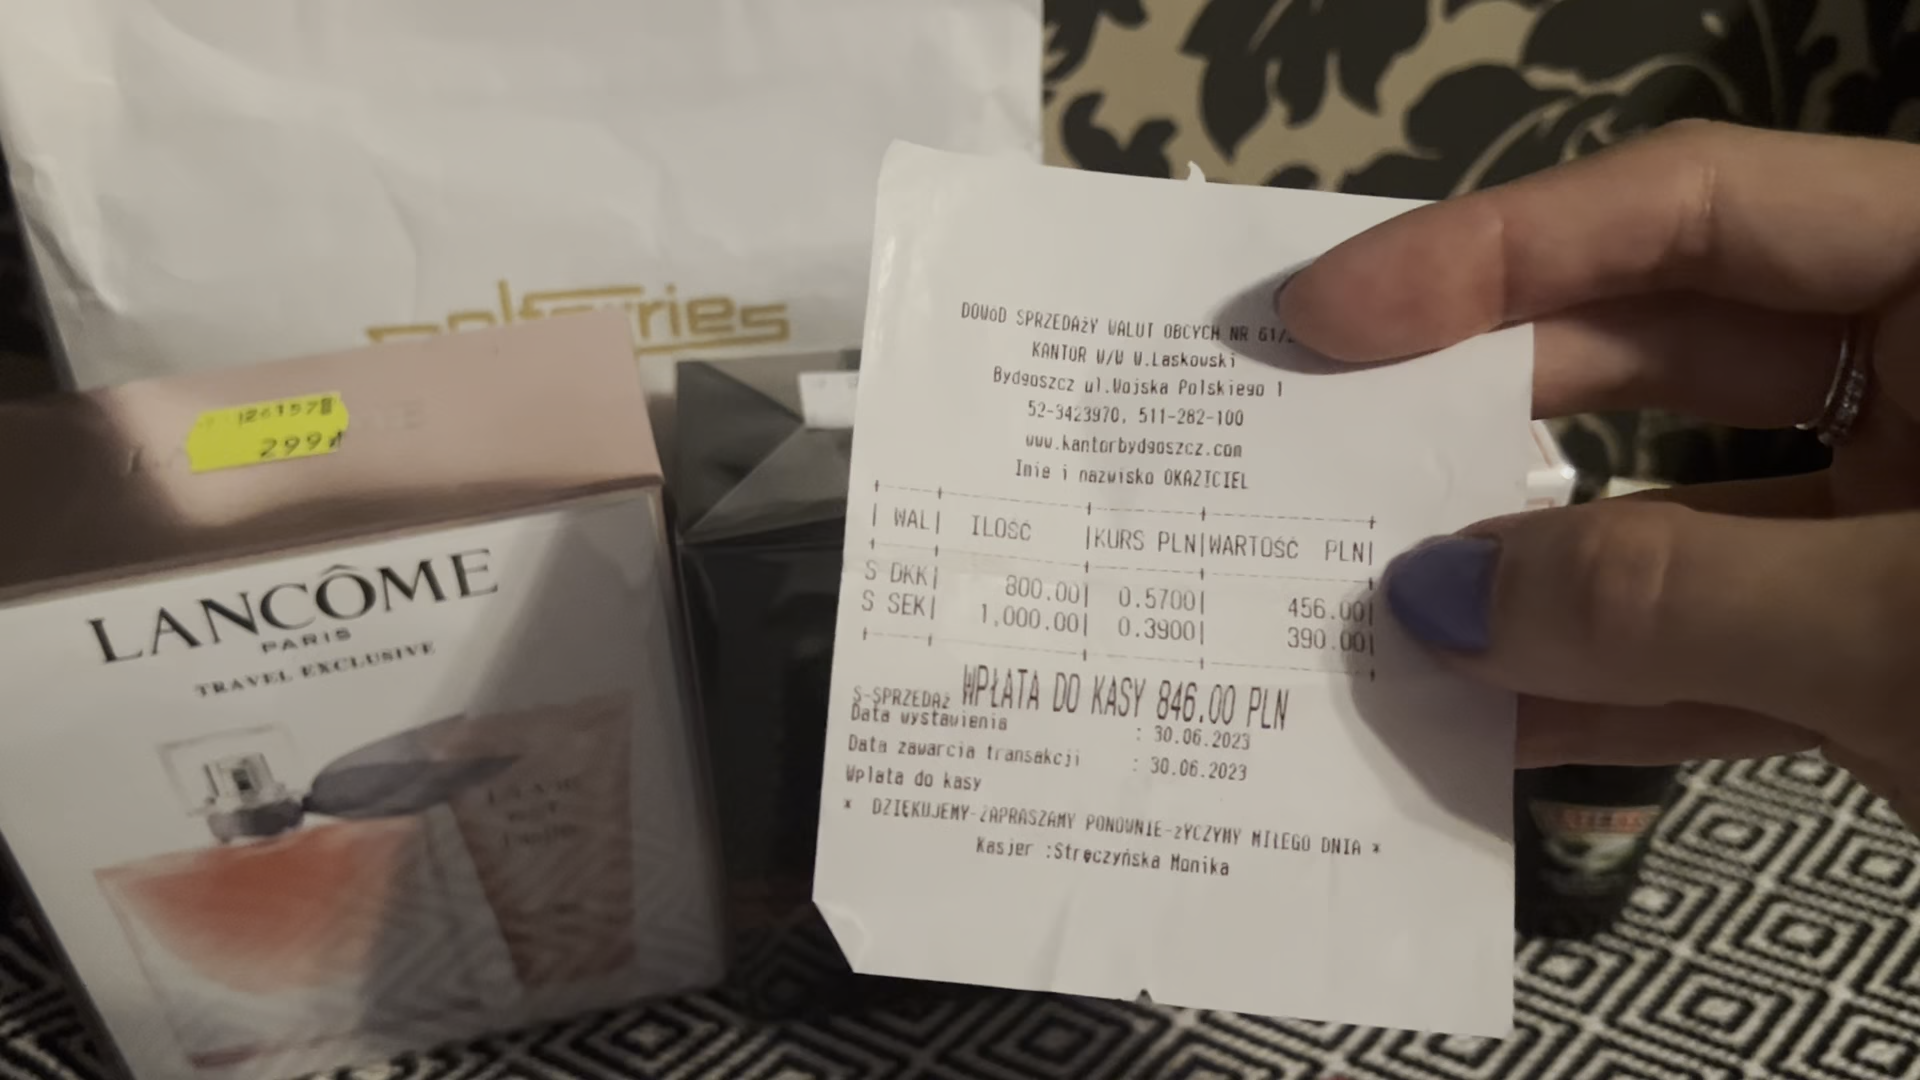 LANCÔME
PARIS
TRAVEL EXCLUSIVE
299zł
DOWóD SPRZEDAżY WALUT OBCYCH NR 61/
KANTOR W/W W.Laskowski
Bydgoszcz ul.Wojska Polskiego 1
52-3423970, 511-282-100
www.kantorbydgoszcz.com
Imie i nazwisko OKAZICIEL
| WAL| ILOŚĆ |KURS PLN|WARTOŚĆ PLN|
S DKK| 800.00| 0.5700| 456.00|
S SEK| 1,000.00| 0.3900| 390.00|
S-SPRZEDAż WPŁATA DO KASY 846.00 PLN
Data wystawienia : 30.06.2023
Data zawarcia transakcji : 30.06.2023
Wplata do kasy
* DZIĘKUJEMY-ZAPRASZAMY PONOWNIE-żYCZYMY MIŁEGO DNIA *
Kasjer :Stręczyńska Monika